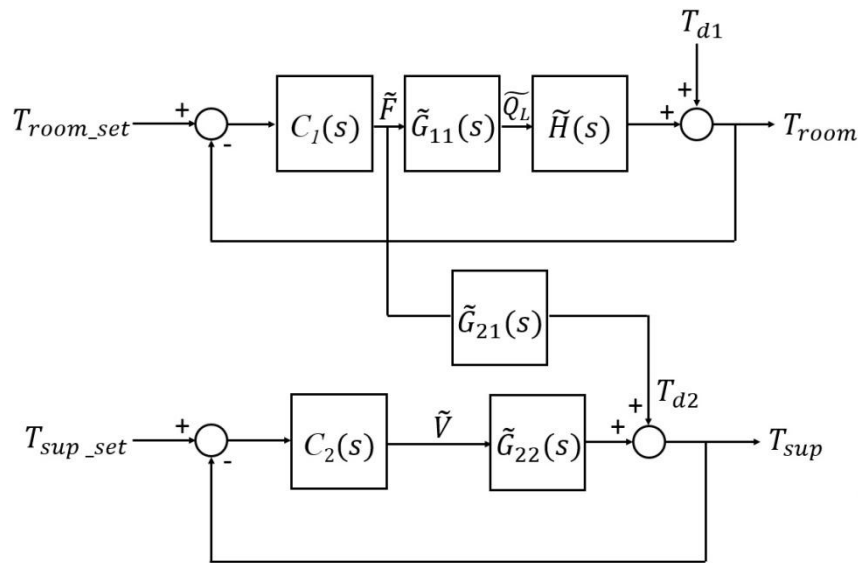 T_{d1}
+
+
T_{room\_set}
+
-
C_1(s)
\tilde{F}
\tilde{G}_{11}(s)
\widetilde{Q_L}
\tilde{H}(s)
T_{room}
\tilde{G}_{21}(s)
T_{d2}
+
+
T_{sup\_set}
+
-
C_2(s)
\tilde{V}
\tilde{G}_{22}(s)
T_{sup}